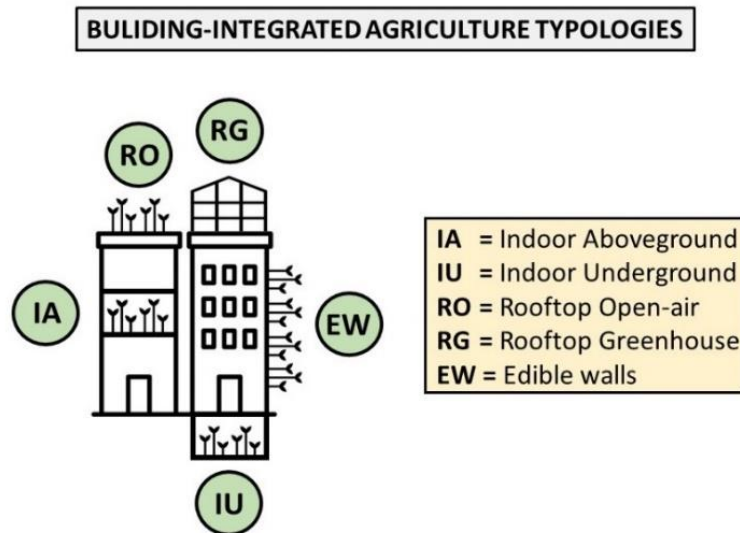 BULIDING-INTEGRATED AGRICULTURE TYPOLOGIES
RG
RO
IA
EW
IU
IA = Indoor Aboveground
IU = Indoor Underground
RO = Rooftop Open-air
RG = Rooftop Greenhouse
EW = Edible walls